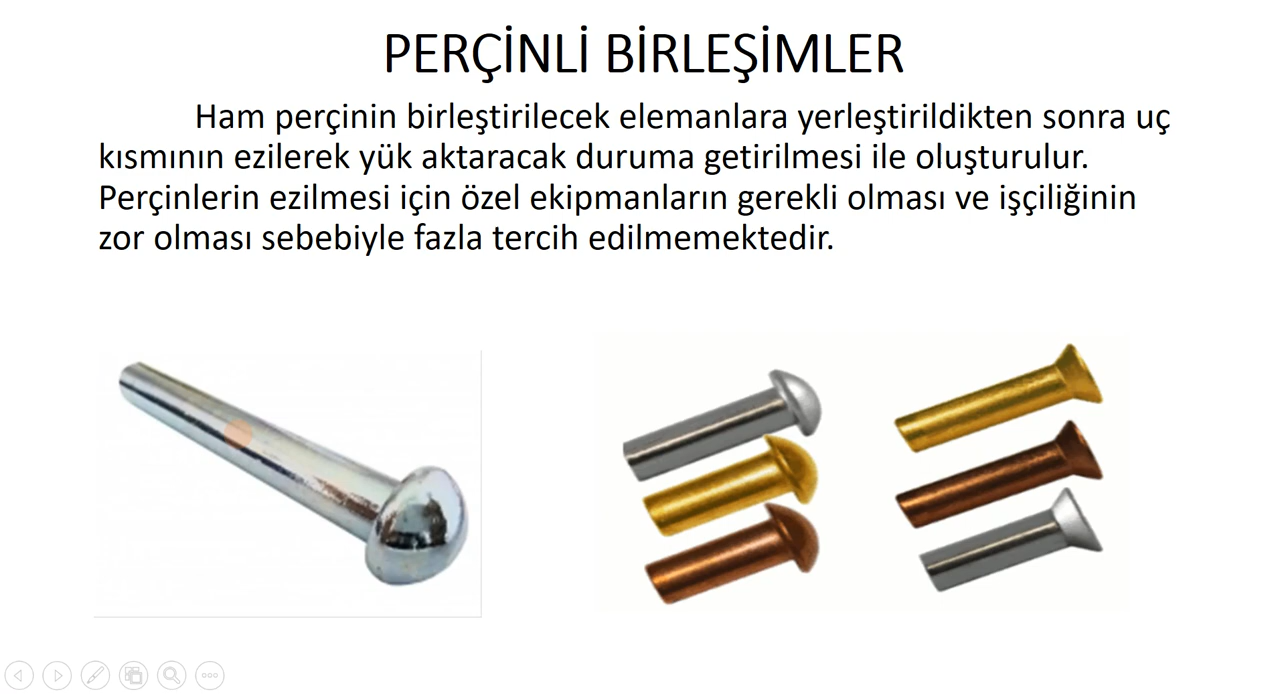 PERÇİNLİ BİRLEŞİMLER
Ham perçinin birleştirilecek elemanlara yerleştirildikten sonra uç
kısmının ezilerek yük aktaracak duruma getirilmesi ile oluşturulur.
Perçinlerin ezilmesi için özel ekipmanların gerekli olması ve işçiliğinin
zor olması sebebiyle fazla tercih edilmemektedir.